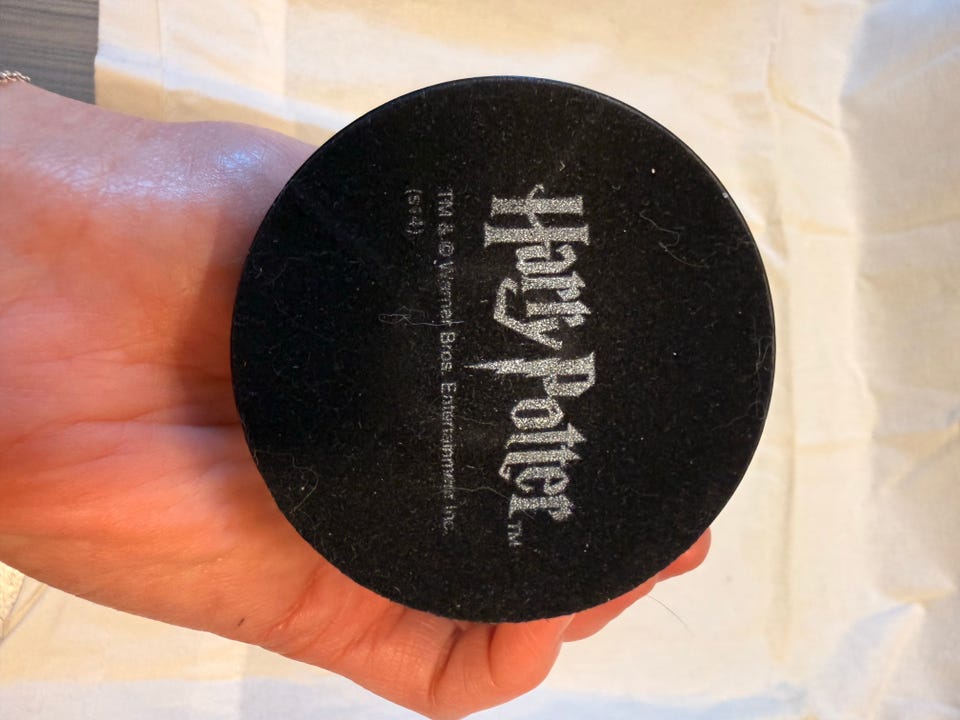 Harry Potter™
TM & © Warner Bros. Entertainment Inc.
(s14)